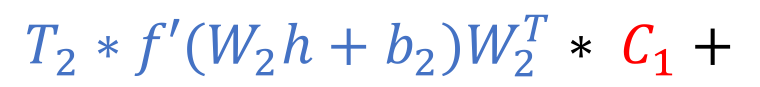 T₂ * f′(W₂h + b₂)W₂ᵀ * C₁ +